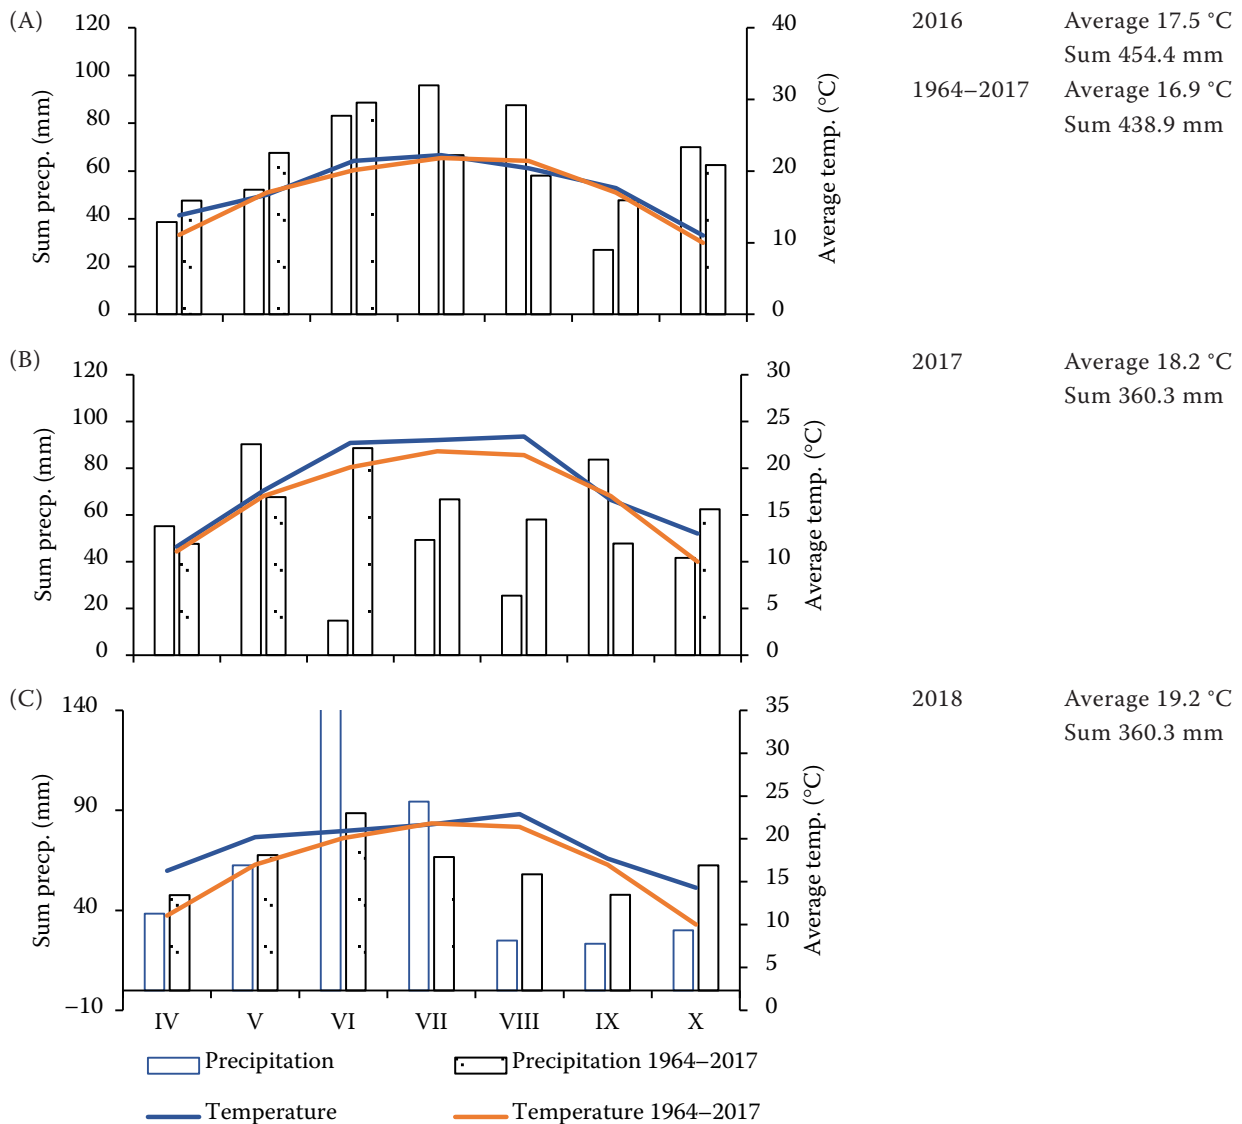 (A)
Sum precp. (mm)
120
100
80
60
40
20
0
40
30
20
10
0
Average temp. (°C)
2016 Average 17.5 °C
Sum 454.4 mm
1964–2017 Average 16.9 °C
Sum 438.9 mm
(B)
Sum precp. (mm)
120
100
80
60
40
20
0
30
25
20
15
10
5
0
Average temp. (°C)
2017 Average 18.2 °C
Sum 360.3 mm
(C)
Sum precp. (mm)
140
90
40
–10
35
30
25
20
15
10
5
0
Average temp. (°C)
2018 Average 19.2 °C
Sum 360.3 mm
IV V VI VII VIII IX X
Precipitation Precipitation 1964–2017
Temperature Temperature 1964–2017